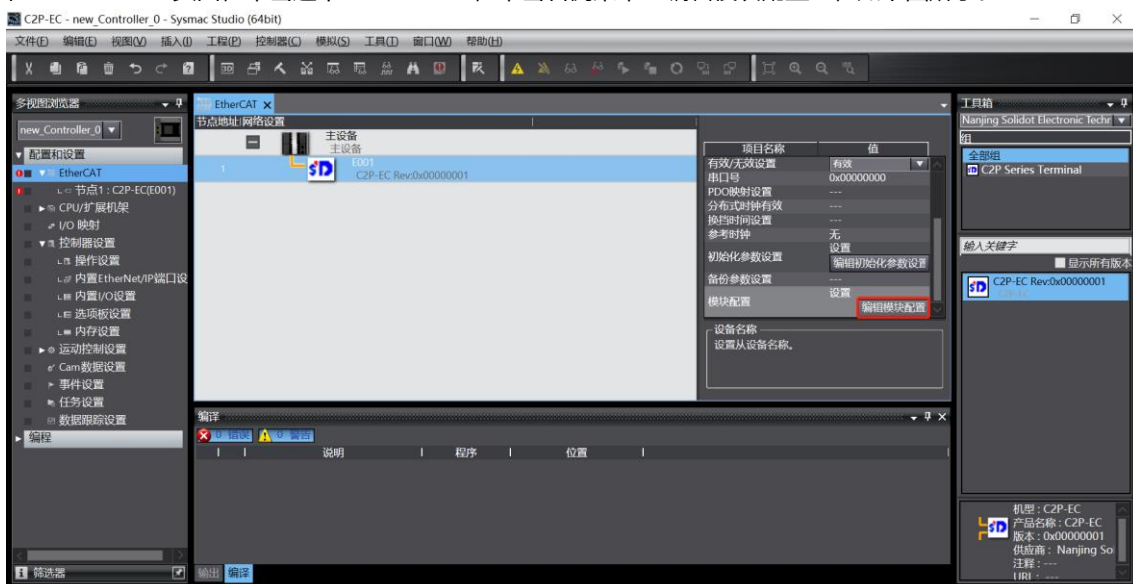 C2P-EC - new_Controller_0 - Sysmac Studio (64bit)
文件(F) 编辑(E) 视图(V) 插入(I) 工程(P) 控制器(C) 模拟(S) 工具(T) 窗口(W) 帮助(H)
多视图浏览器
new_Controller_0
配置和设置
EtherCAT
节点1 : C2P-EC(E001)
CPU/扩展机架
I/O 映射
控制器设置
操作设置
内置EtherNet/IP端口设
内置I/O设置
选项板设置
内存设置
运动控制设置
Cam数据设置
事件设置
任务设置
数据跟踪设置
编程
筛选器
EtherCAT
节点地址|网络设置
主设备
主设备
1
E001
C2P-EC Rev:0x00000001
项目名称 值
有效/无效设置 有效
串口号 0x00000000
PDO映射设置 ---
分布式时钟有效 ---
换挡时间设置 ---
参考时钟 无
初始化参数设置 设置
编辑初始化参数设置
备份参数设置 ---
模块配置 设置
编辑模块配置
设备名称
设置从设备名称。
编译
0 错误 0 警告
说明 程序 位置
输出 编译
工具箱
Nanjing Solidot Electronic Techr
组
全部组
C2P Series Terminal
输入关键字
显示所有版本
C2P-EC Rev:0x00000001
C2P-EC
机型 : C2P-EC
产品名称 : C2P-EC
版本 : 0x00000001
供应商 : Nanjing So
注释 : ---
URL : ---